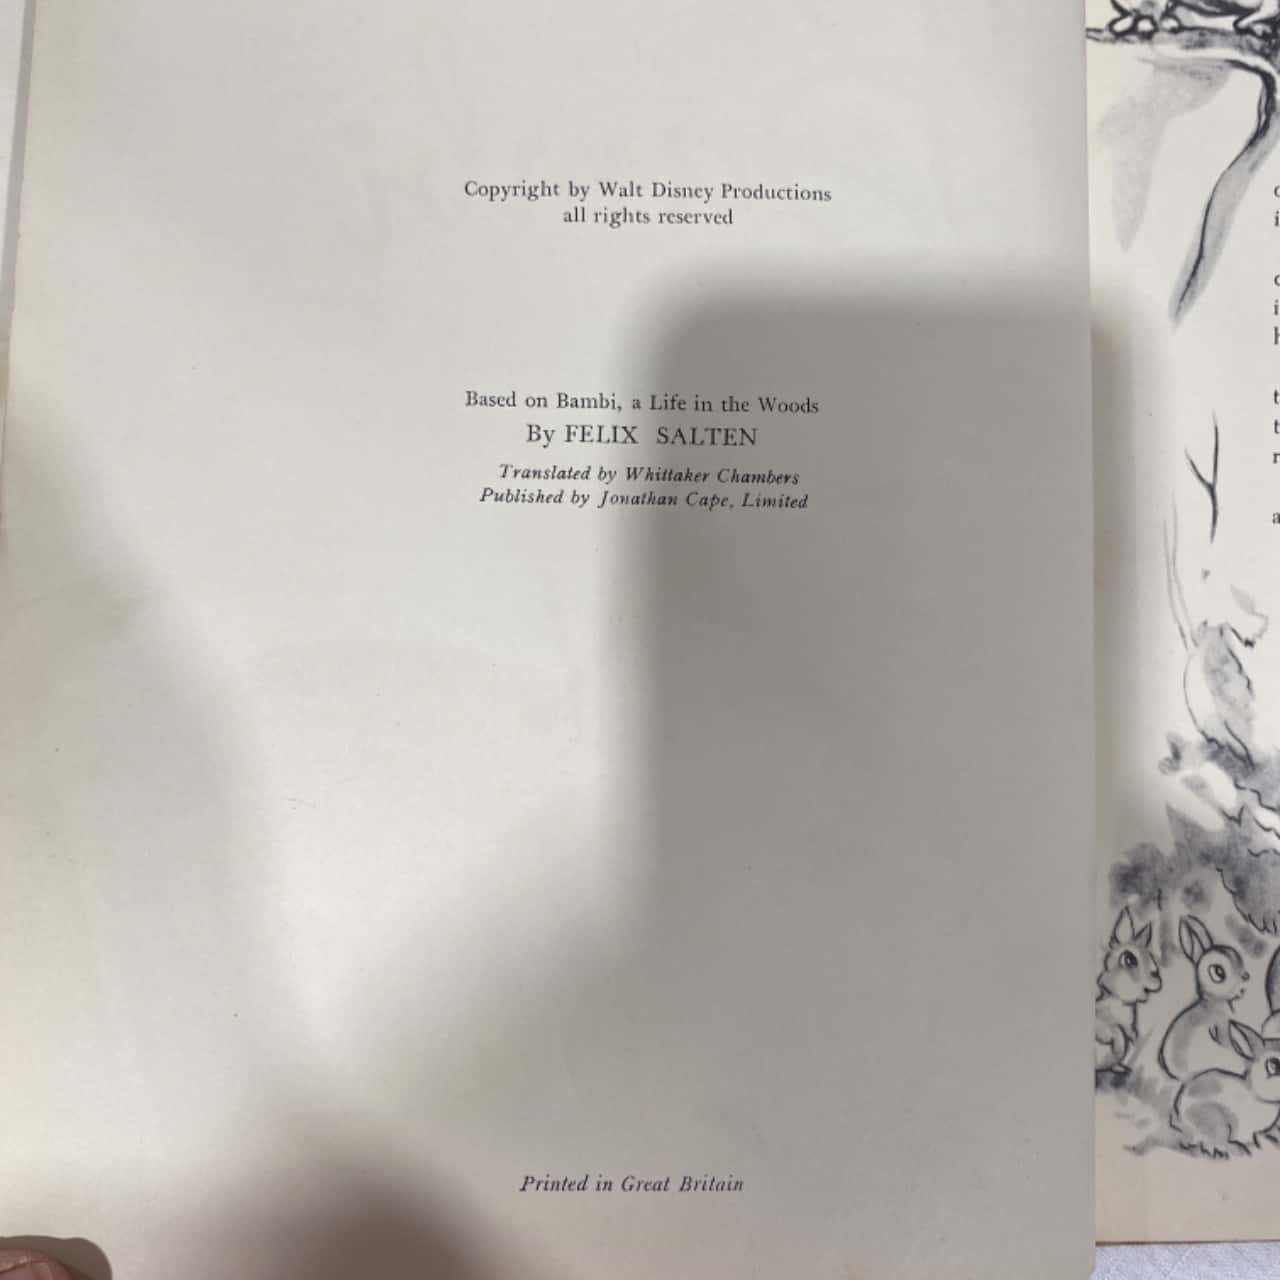 Copyright by Walt Disney Productions
all rights reserved
Based on Bambi, a Life in the Woods
By FELIX SALTEN
Translated by Whittaker Chambers
Published by Jonathan Cape, Limited
Printed in Great Britain